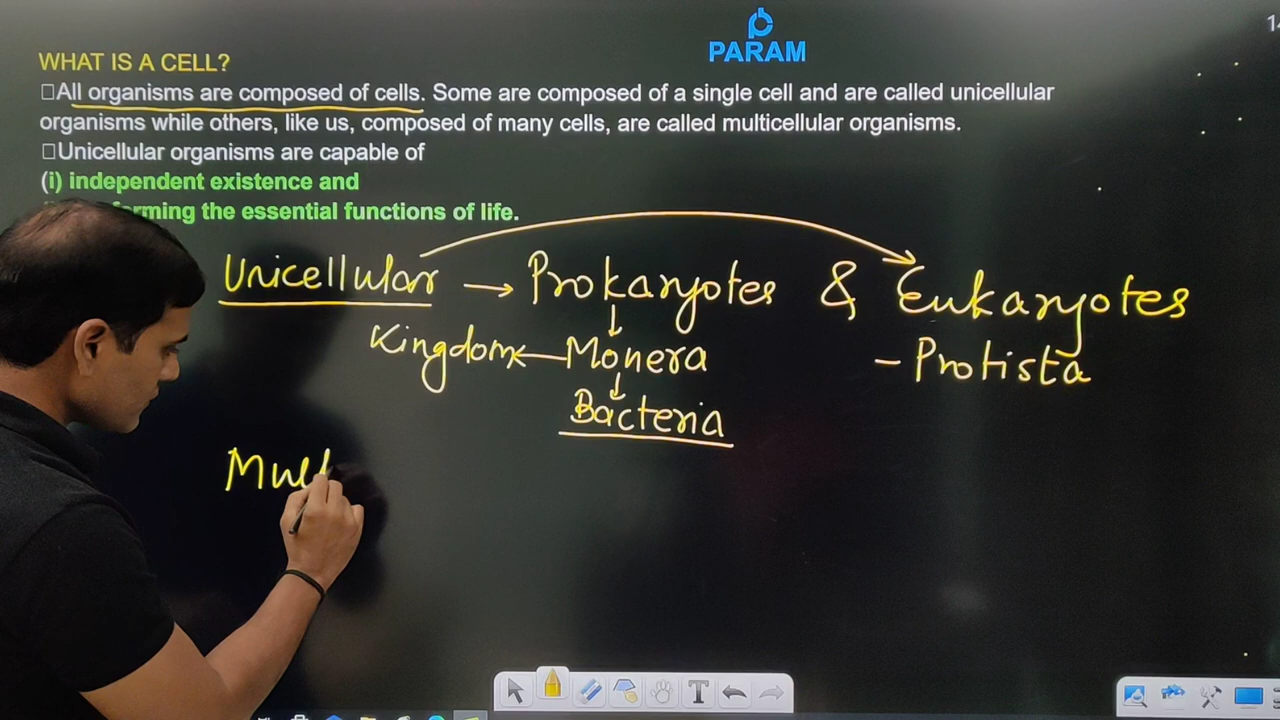 PARAM
WHAT IS A CELL?
□All organisms are composed of cells. Some are composed of a single cell and are called unicellular
organisms while others, like us, composed of many cells, are called multicellular organisms.
□Unicellular organisms are capable of
(i) independent existence and
the essential functions of life.
Unicellular → Prokaryotes & Eukaryotes
Kingdom ← Monera - Protista
Bacteria